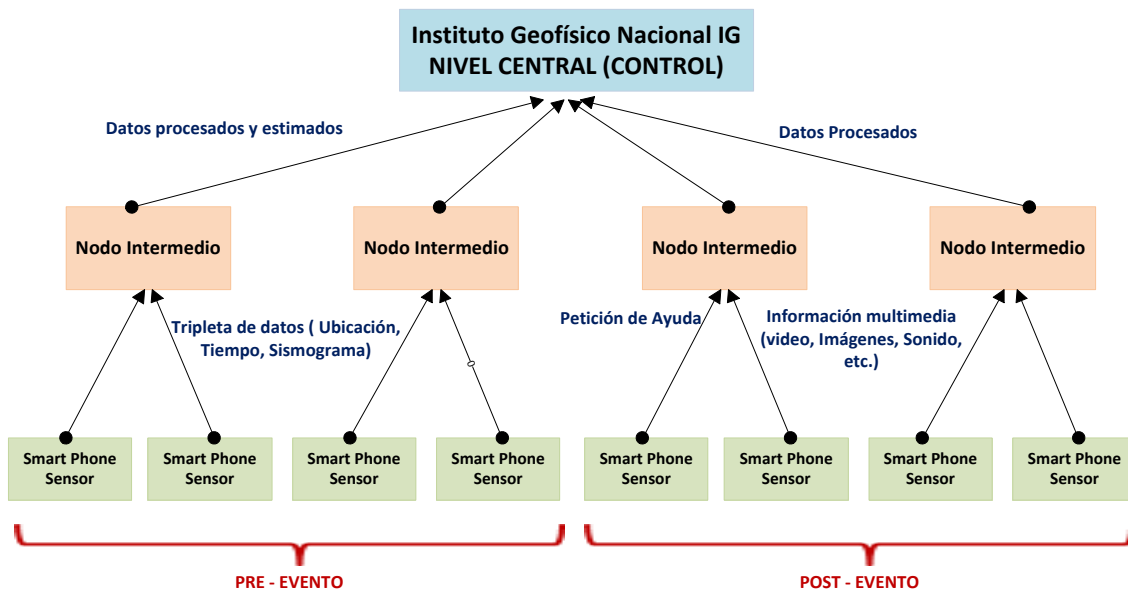 Instituto Geofísico Nacional IG
NIVEL CENTRAL (CONTROL)
Datos procesados y estimados
Datos Procesados
Nodo Intermedio
Nodo Intermedio
Nodo Intermedio
Nodo Intermedio
Tripleta de datos ( Ubicación,
Tiempo, Sismograma)
Petición de Ayuda
Información multimedia
(video, Imágenes, Sonido,
etc.)
Smart Phone
Sensor
Smart Phone
Sensor
Smart Phone
Sensor
Smart Phone
Sensor
Smart Phone
Sensor
Smart Phone
Sensor
Smart Phone
Sensor
Smart Phone
Sensor
PRE - EVENTO
POST - EVENTO